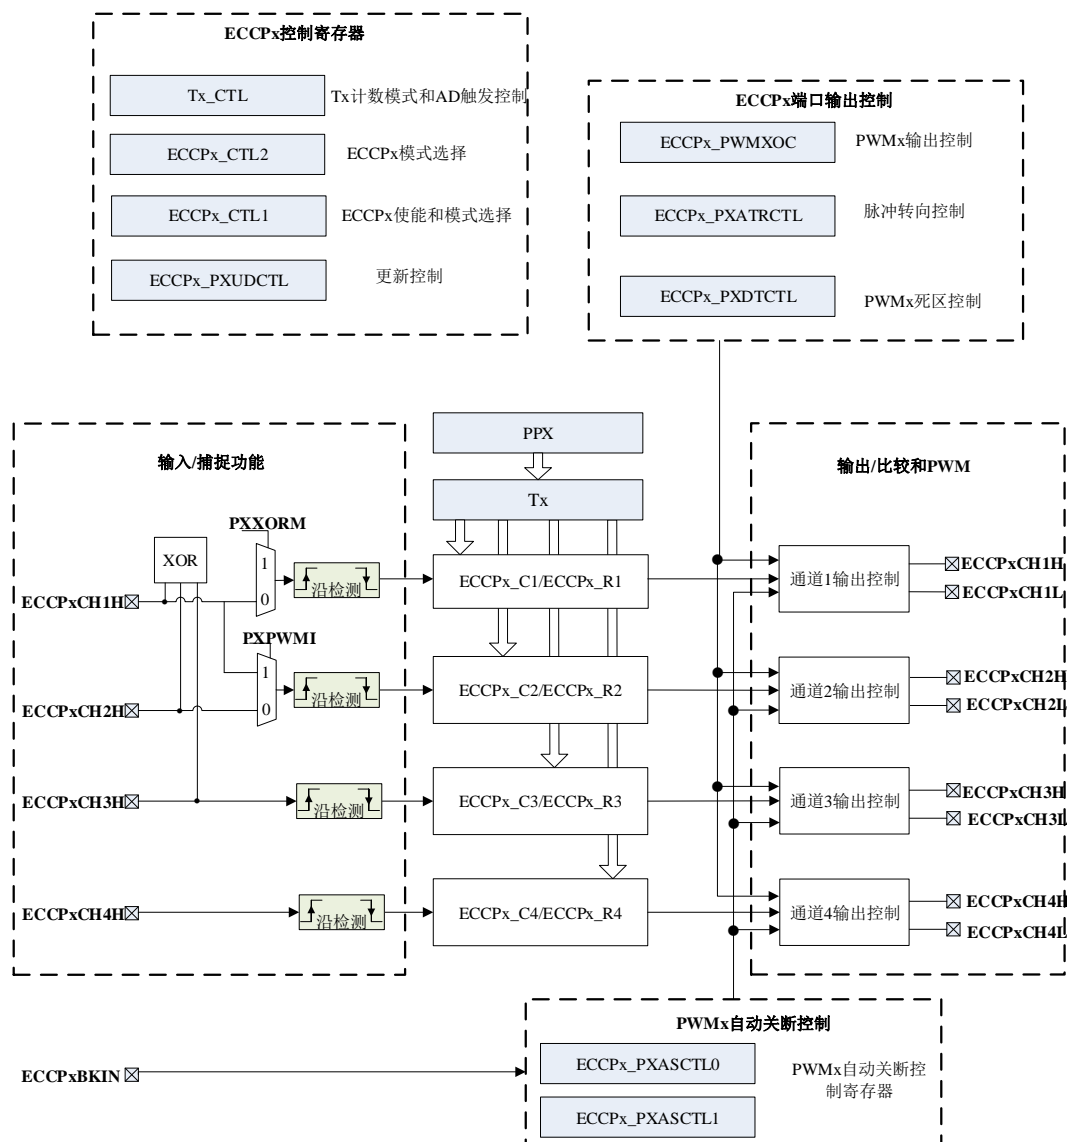 ECCPx控制寄存器
Tx_CTL
Tx计数模式和AD触发控制
ECCPx_CTL2
ECCPx模式选择
ECCPx_CTL1
ECCPx使能和模式选择
ECCPx_PXUDCTL
更新控制
ECCPx端口输出控制
ECCPx_PWMXOC
PWMx输出控制
ECCPx_PXATRCTL
脉冲转向控制
ECCPx_PXDTCTL
PWMx死区控制
输入/捕捉功能
PXXORM
XOR
1
0
沿检测
ECCPxCH1H
PXPWMI
1
0
沿检测
ECCPxCH2H
沿检测
ECCPxCH3H
沿检测
ECCPxCH4H
PPX
Tx
ECCPx_C1/ECCPx_R1
ECCPx_C2/ECCPx_R2
ECCPx_C3/ECCPx_R3
ECCPx_C4/ECCPx_R4
输出/比较和PWM
通道1输出控制
ECCPxCH1H
ECCPxCH1L
通道2输出控制
ECCPxCH2H
ECCPxCH2L
通道3输出控制
ECCPxCH3H
ECCPxCH3L
通道4输出控制
ECCPxCH4H
ECCPxCH4L
ECCPxBKIN
PWMx自动关断控制
ECCPx_PXASCTL0
PWMx自动关断控
制寄存器
ECCPx_PXASCTL1